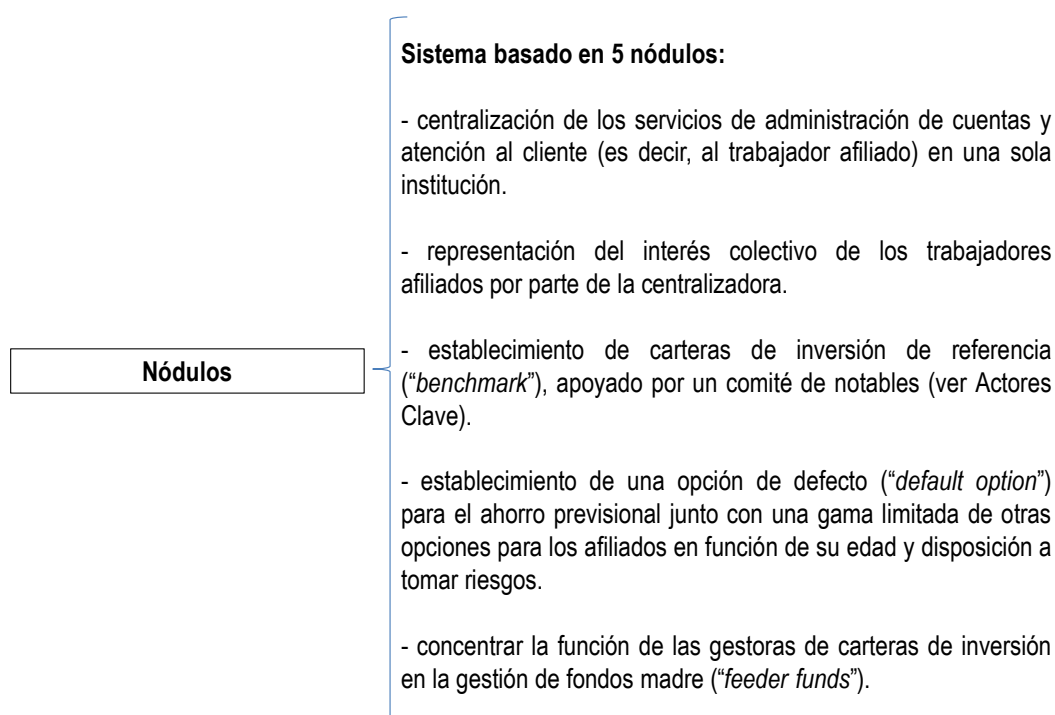 Sistema basado en 5 nódulos:
- centralización de los servicios de administración de cuentas y
atención al cliente (es decir, al trabajador afiliado) en una sola
institución.
- representación del interés colectivo de los trabajadores
afiliados por parte de la centralizadora.
Nódulos
- establecimiento de carteras de inversión de referencia
(“benchmark”), apoyado por un comité de notables (ver Actores
Clave).
- establecimiento de una opción de defecto (“default option”)
para el ahorro previsional junto con una gama limitada de otras
opciones para los afiliados en función de su edad y disposición a
tomar riesgos.
- concentrar la función de las gestoras de carteras de inversión
en la gestión de fondos madre (“feeder funds”).